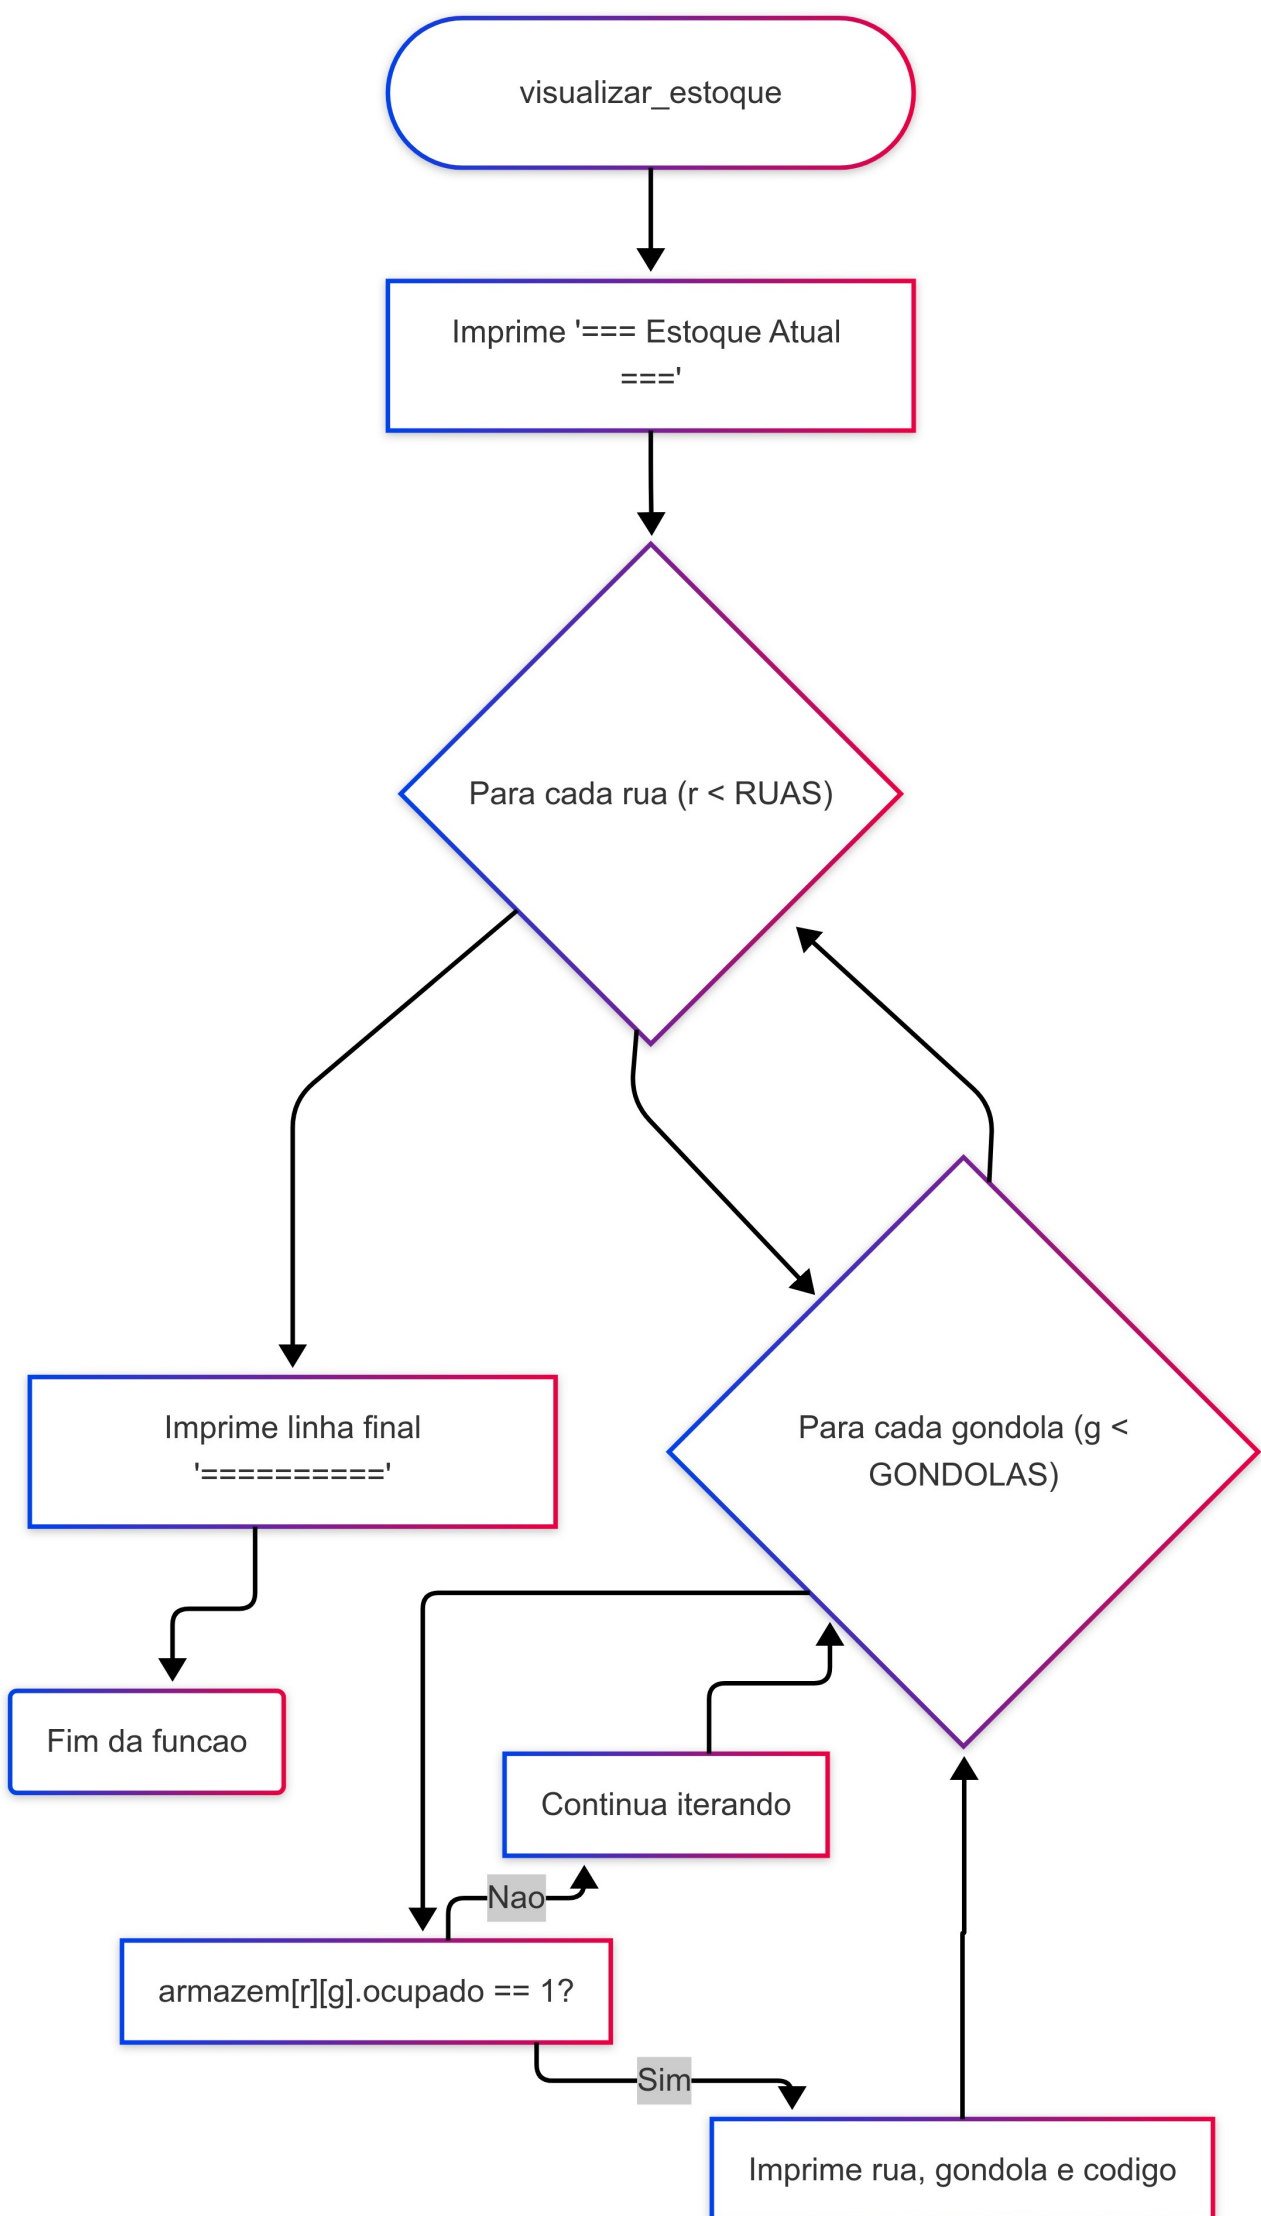 visualizar_estoque
Imprime '=== Estoque Atual
==='
Para cada rua (r < RUAS)
Imprime linha final
'=========='
Para cada gondola (g <
GONDOLAS)
Fim da funcao
Continua iterando
Nao
armazem[r][g].ocupado == 1?
Sim
Imprime rua, gondola e codigo